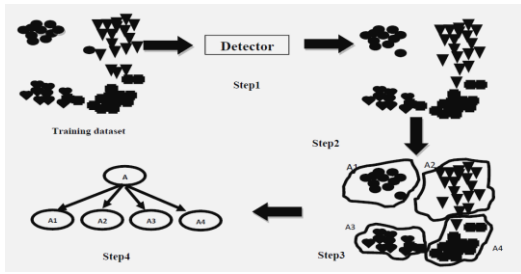 Detector
Step1
Training dataset
Step2
A1
A2
A
A1
A2
A3
A4
A3
A4
Step4
Step3